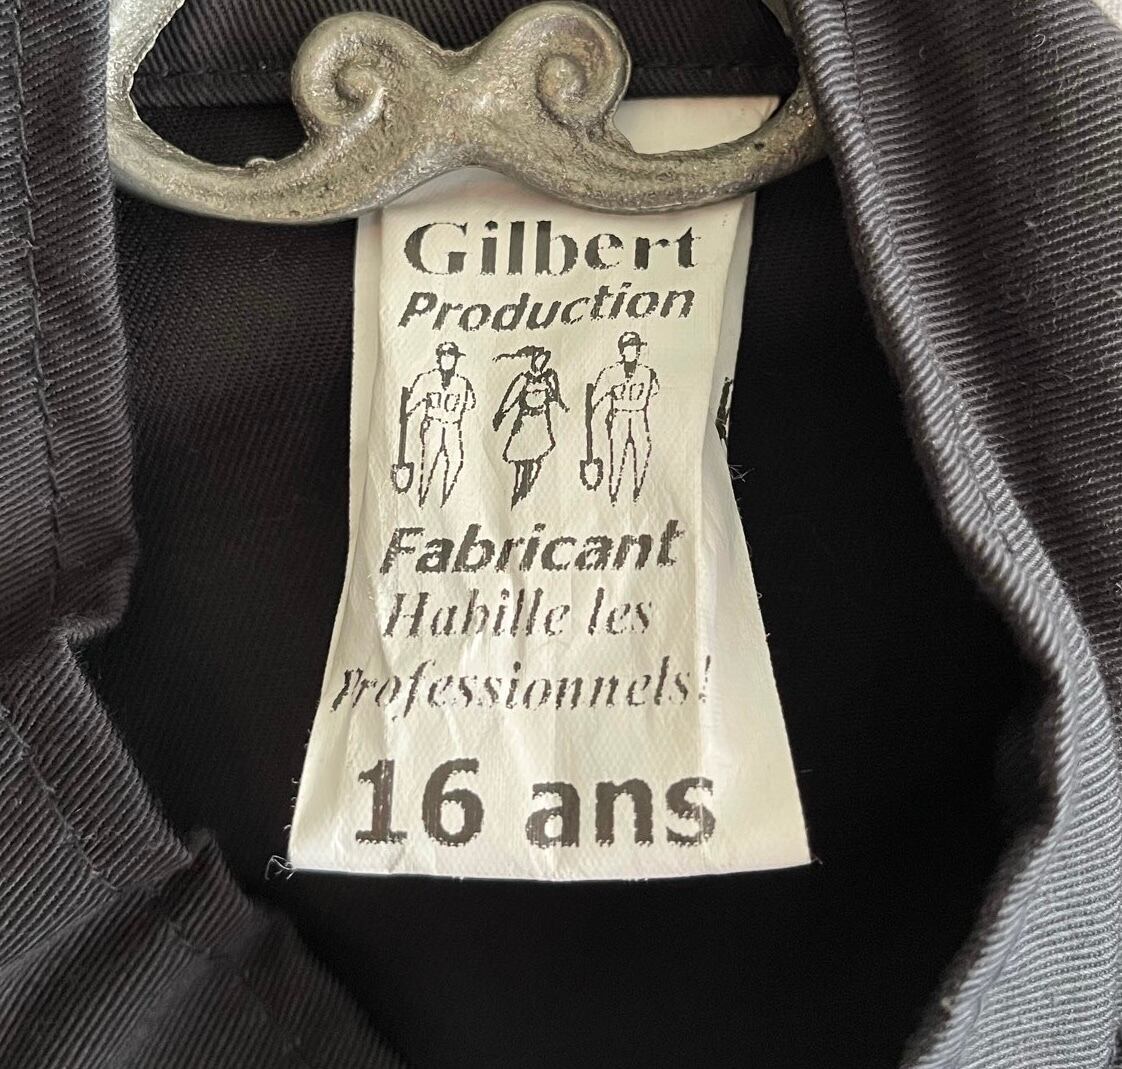 Gilbert
Production
Fabricant
Habille les
Professionnels!
16 ans